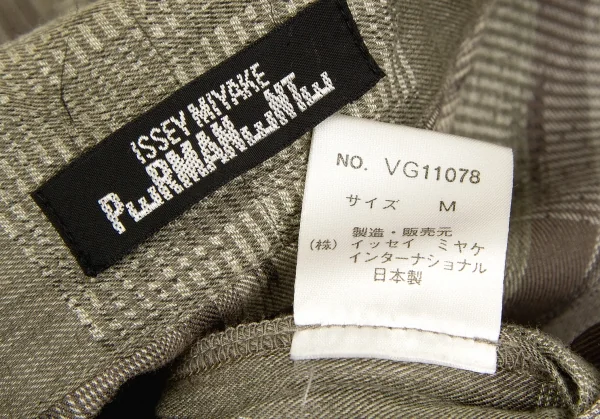 ISSEY MIYAKE
PERMANENTE
NO. VG11078
サイズ M
製造・販売元
(株) イッセイ ミヤケ
インターナショナル
日本製